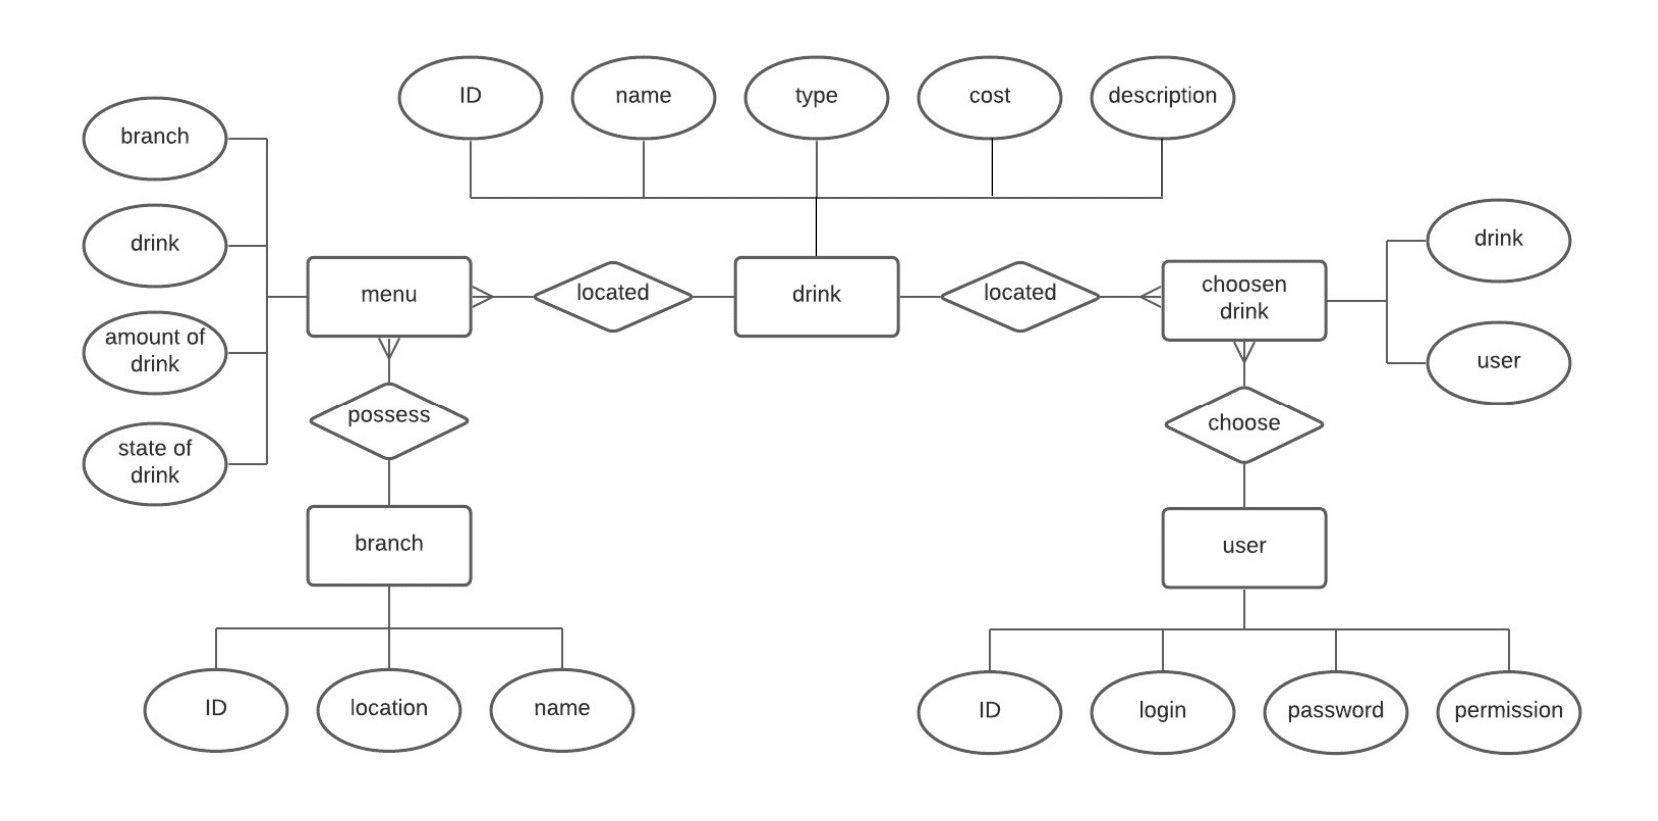 ID
name
type
cost
description
branch
drink
amount of
drink
state of
drink
menu
located
drink
located
choosen
drink
drink
user
possess
choose
branch
user
ID
location
name
ID
login
password
permission